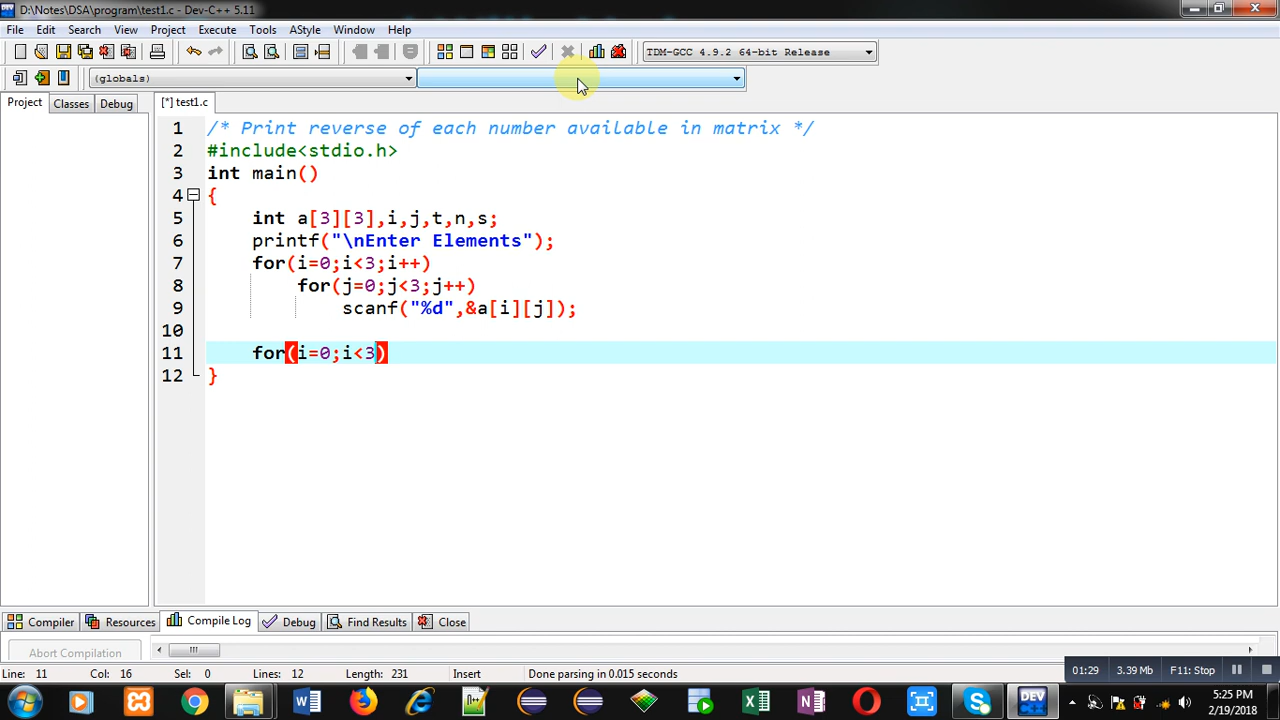 D:\Notes\DSA\program\test1.c - Dev-C++ 5.11
File Edit Search View Project Execute Tools AStyle Window Help
TDM-GCC 4.9.2 64-bit Release
(globals)
Project Classes Debug [*] test1.c
1 /* Print reverse of each number available in matrix */
2 #include<stdio.h>
3 int main()
4 {
5 int a[3][3],i,j,t,n,s;
6 printf("\nEnter Elements");
7 for(i=0;i<3;i++)
8 for(j=0;j<3;j++)
9 scanf("%d",&a[i][j]);
10
11 for(i=0;i<3)
12 }
Compiler Resources Compile Log Debug Find Results Close
Abort Compilation
Line: 11 Col: 16 Sel: 0 Lines: 12 Length: 231 Insert Done parsing in 0.015 seconds
01:29 3.39 Mb F11: Stop
5:25 PM
2/19/2018